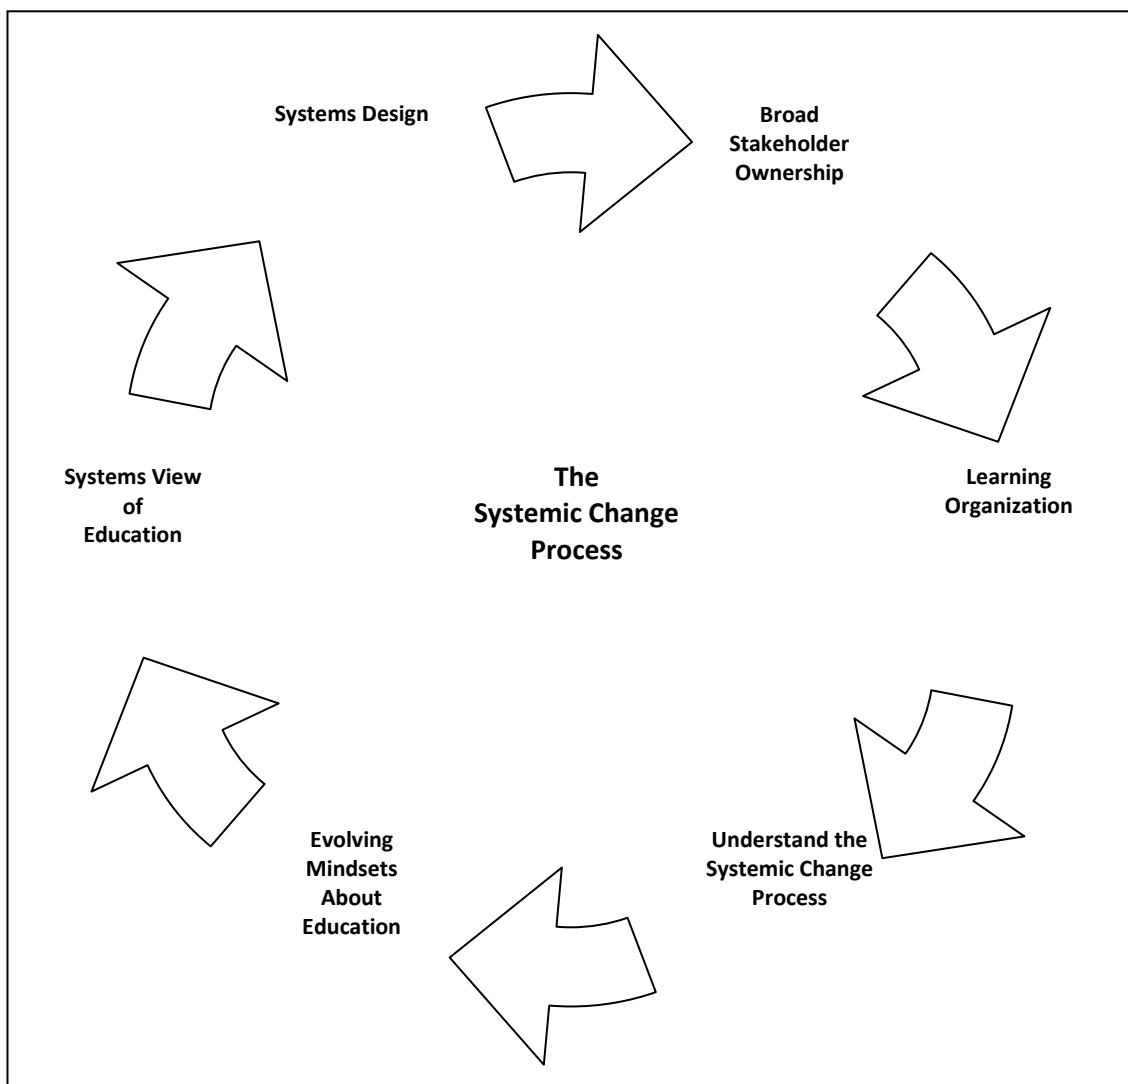 Systems Design
Broad
Stakeholder
Ownership
Systems View
of
Education
The
Systemic Change
Process
Learning
Organization
Evolving
Mindsets
About
Education
Understand the
Systemic Change
Process